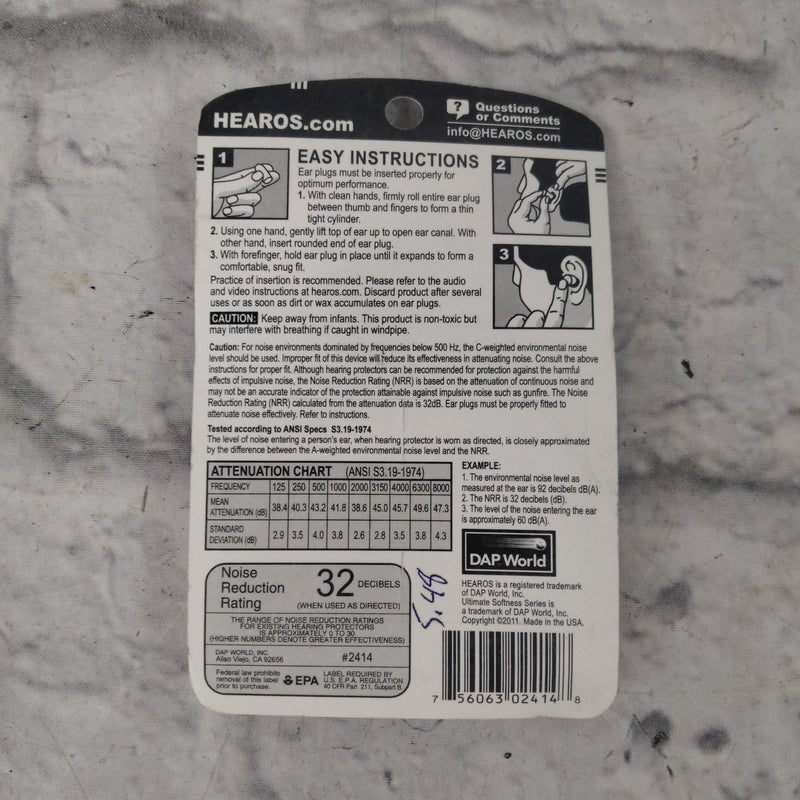 HEAROS.com
? Questions
or Comments
info@HEAROS.com
1
EASY INSTRUCTIONS
Ear plugs must be inserted properly for
optimum performance.
1. With clean hands, firmly roll entire ear plug
between thumb and fingers to form a thin
tight cylinder.
2. Using one hand, gently lift top of ear up to open ear canal. With
other hand, insert rounded end of ear plug.
3. With forefinger, hold ear plug in place until it expands to form a
comfortable, snug fit.
Practice of insertion is recommended. Please refer to the audio
and video instructions at hearos.com. Discard product after several
uses or as soon as dirt or wax accumulates on ear plugs.
2
3
CAUTION: Keep away from infants. This product is non-toxic but
may interfere with breathing if caught in windpipe.
Caution: For noise environments dominated by frequencies below 500 Hz, the C-weighted environmental noise
level should be used. Improper fit of this device will reduce its effectiveness in attenuating noise. Consult the above
instructions for proper fit. Although hearing protectors can be recommended for protection against the harmful
effects of impulsive noise, the Noise Reduction Rating (NRR) is based on the attenuation of continuous noise and
may not be an accurate indicator of the protection attainable against impulsive noise such as gunfire. The Noise
Reduction Rating (NRR) calculated from the attenuation data is 32dB. Ear plugs must be properly fitted to
attenuate noise effectively. Refer to instructions.
Tested according to ANSI Specs S3.19-1974
The level of noise entering a person's ear, when hearing protector is worn as directed, is closely approximated
by the difference between the A-weighted environmental noise level and the NRR.
ATTENUATION CHART (ANSI S3.19-1974)
FREQUENCY 125 250 500 1000 2000 3150 4000 6300 8000
MEAN
ATTENUATION (dB) 38.4 40.3 43.2 41.8 38.6 45.0 45.7 49.6 47.3
STANDARD
DEVIATION (dB) 2.9 3.5 4.0 3.8 2.6 2.8 3.5 3.8 4.3
EXAMPLE:
1. The environmental noise level as
measured at the ear is 92 decibels dB(A).
2. The NRR is 32 decibels (dB).
3. The level of the noise entering the ear
is approximately 60 dB(A).
DAP World
HEAROS is a registered trademark
of DAP World, Inc.
Ultimate Softness Series is
a trademark of DAP World, Inc.
Copyright ©2011. Made in the USA.
Noise
Reduction
Rating
32 DECIBELS
(WHEN USED AS DIRECTED)
THE RANGE OF NOISE REDUCTION RATINGS
FOR EXISTING HEARING PROTECTORS
IS APPROXIMATELY 0 TO 30
(HIGHER NUMBERS DENOTE GREATER EFFECTIVENESS)
DAP WORLD, INC.
Aliso Viejo, CA 92656
#2414
Federal law prohibits
removal of this label
prior to purchase.
EPA
LABEL REQUIRED BY
U.S. E.P.A. REGULATION
40 CFR Part 211, Subpart B
5.48
7 56063 02414 8